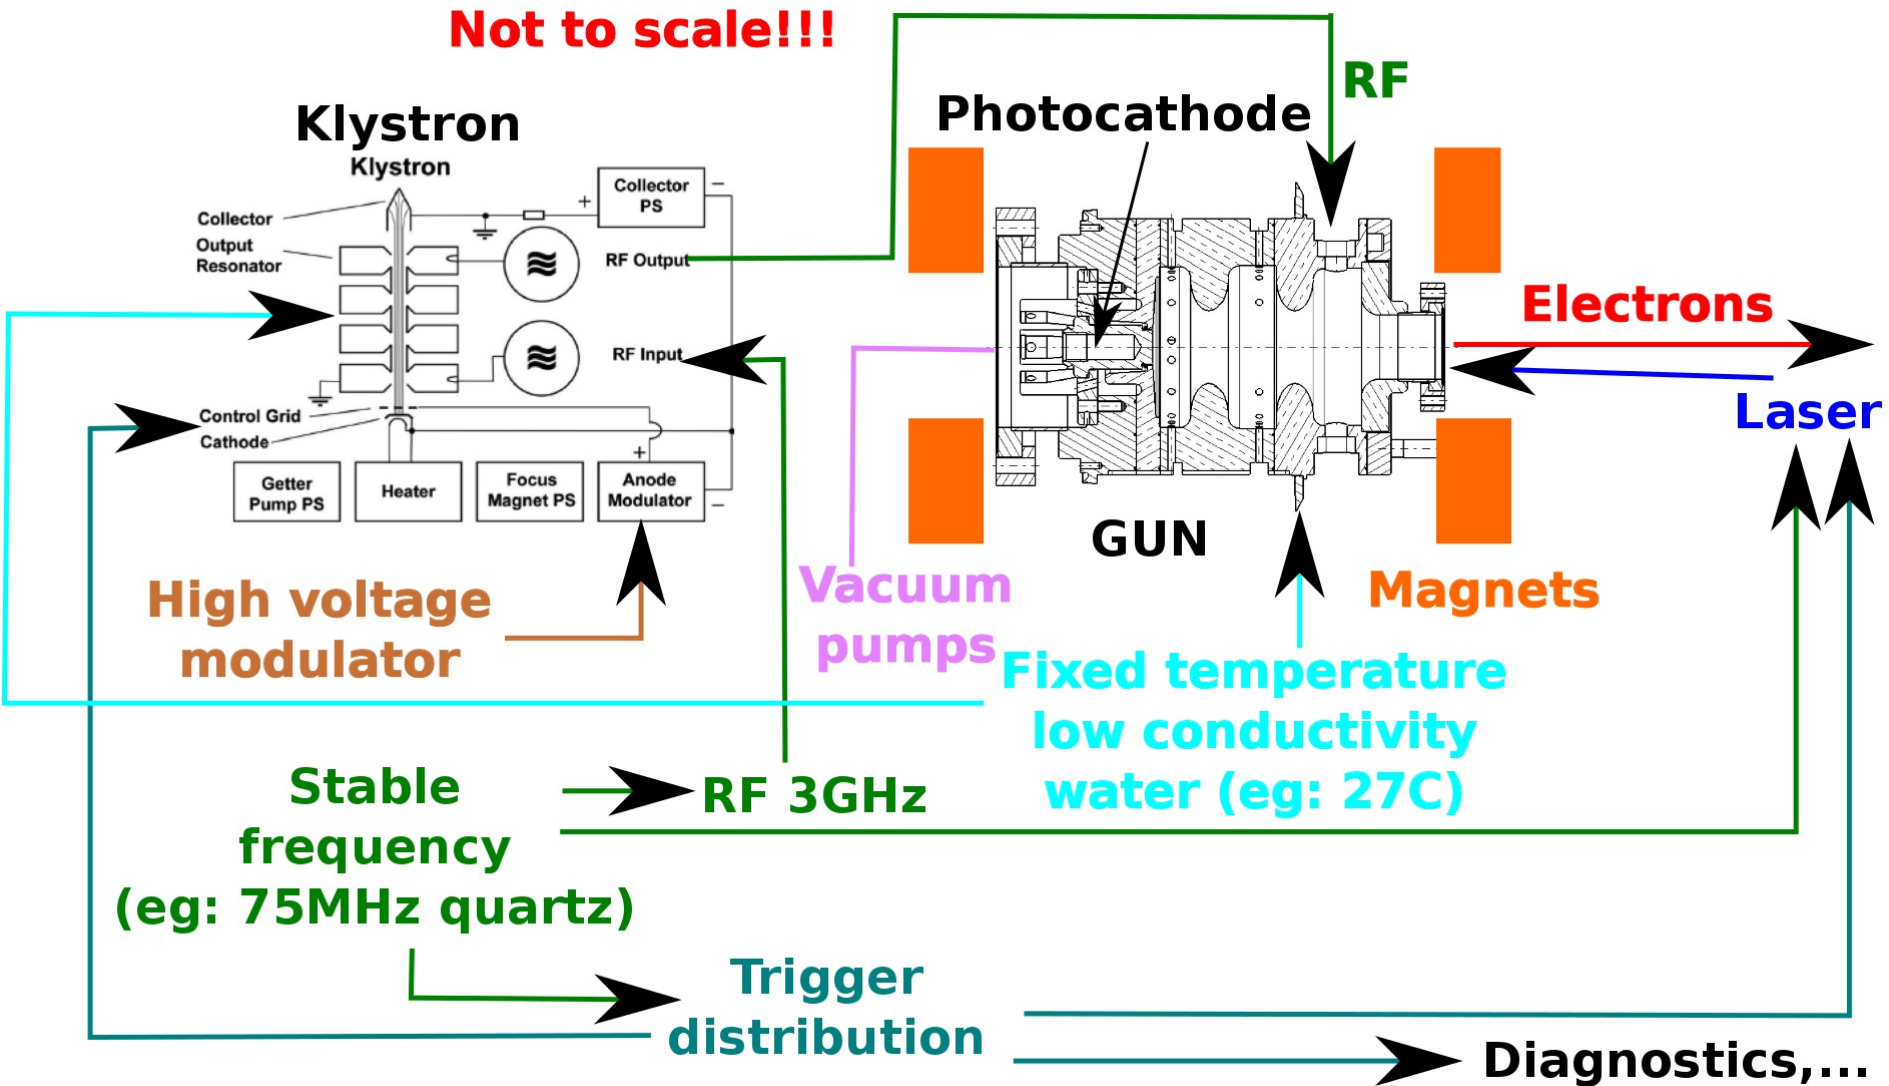 Not to scale!!!
RF
Photocathode
Klystron
Klystron
Collector
PS
+
−
Collector
Output
Resonator
RF Output
RF Input
Control Grid
Cathode
+
−
Getter
Pump PS
Heater
Focus
Magnet PS
Anode
Modulator
Electrons
Laser
GUN
Magnets
High voltage
modulator
Vacuum
pumps
Fixed temperature
low conductivity
water (eg: 27C)
Stable
frequency
(eg: 75MHz quartz)
RF 3GHz
Trigger
distribution
Diagnostics,...